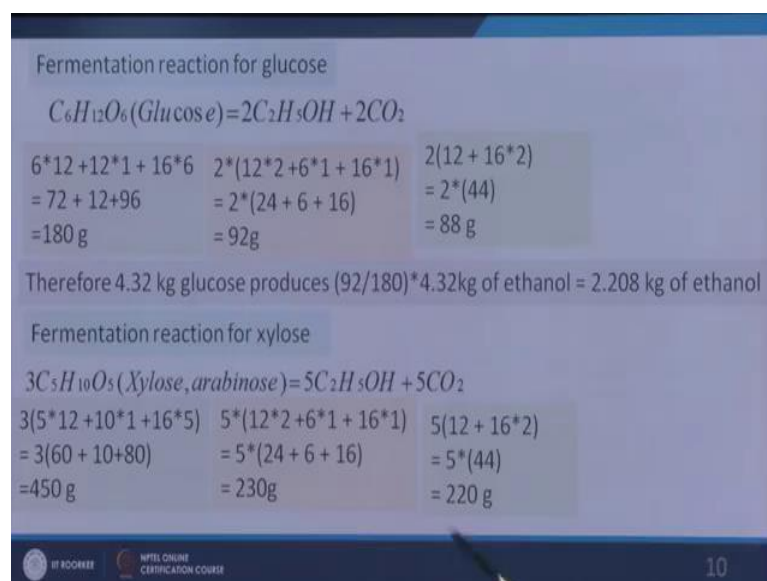 Fermentation reaction for glucose
C₆H₁₂O₆(Glucose)=2C₂H₅OH+2CO₂
6*12 +12*1 + 16*6
= 72 + 12+96
=180 g
2*(12*2 +6*1 + 16*1)
= 2*(24 + 6 + 16)
= 92g
2(12 + 16*2)
= 2*(44)
= 88 g
Therefore 4.32 kg glucose produces (92/180)*4.32kg of ethanol = 2.208 kg of ethanol
Fermentation reaction for xylose
3C₅H₁₀O₅(Xylose,arabinose)=5C₂H₅OH+5CO₂
3(5*12 +10*1 +16*5)
= 3(60 + 10+80)
=450 g
5*(12*2 +6*1 + 16*1)
= 5*(24 + 6 + 16)
= 230g
5(12 + 16*2)
= 5*(44)
= 220 g
IIT ROORKEE
NPTEL ONLINE
CERTIFICATION COURSE
10